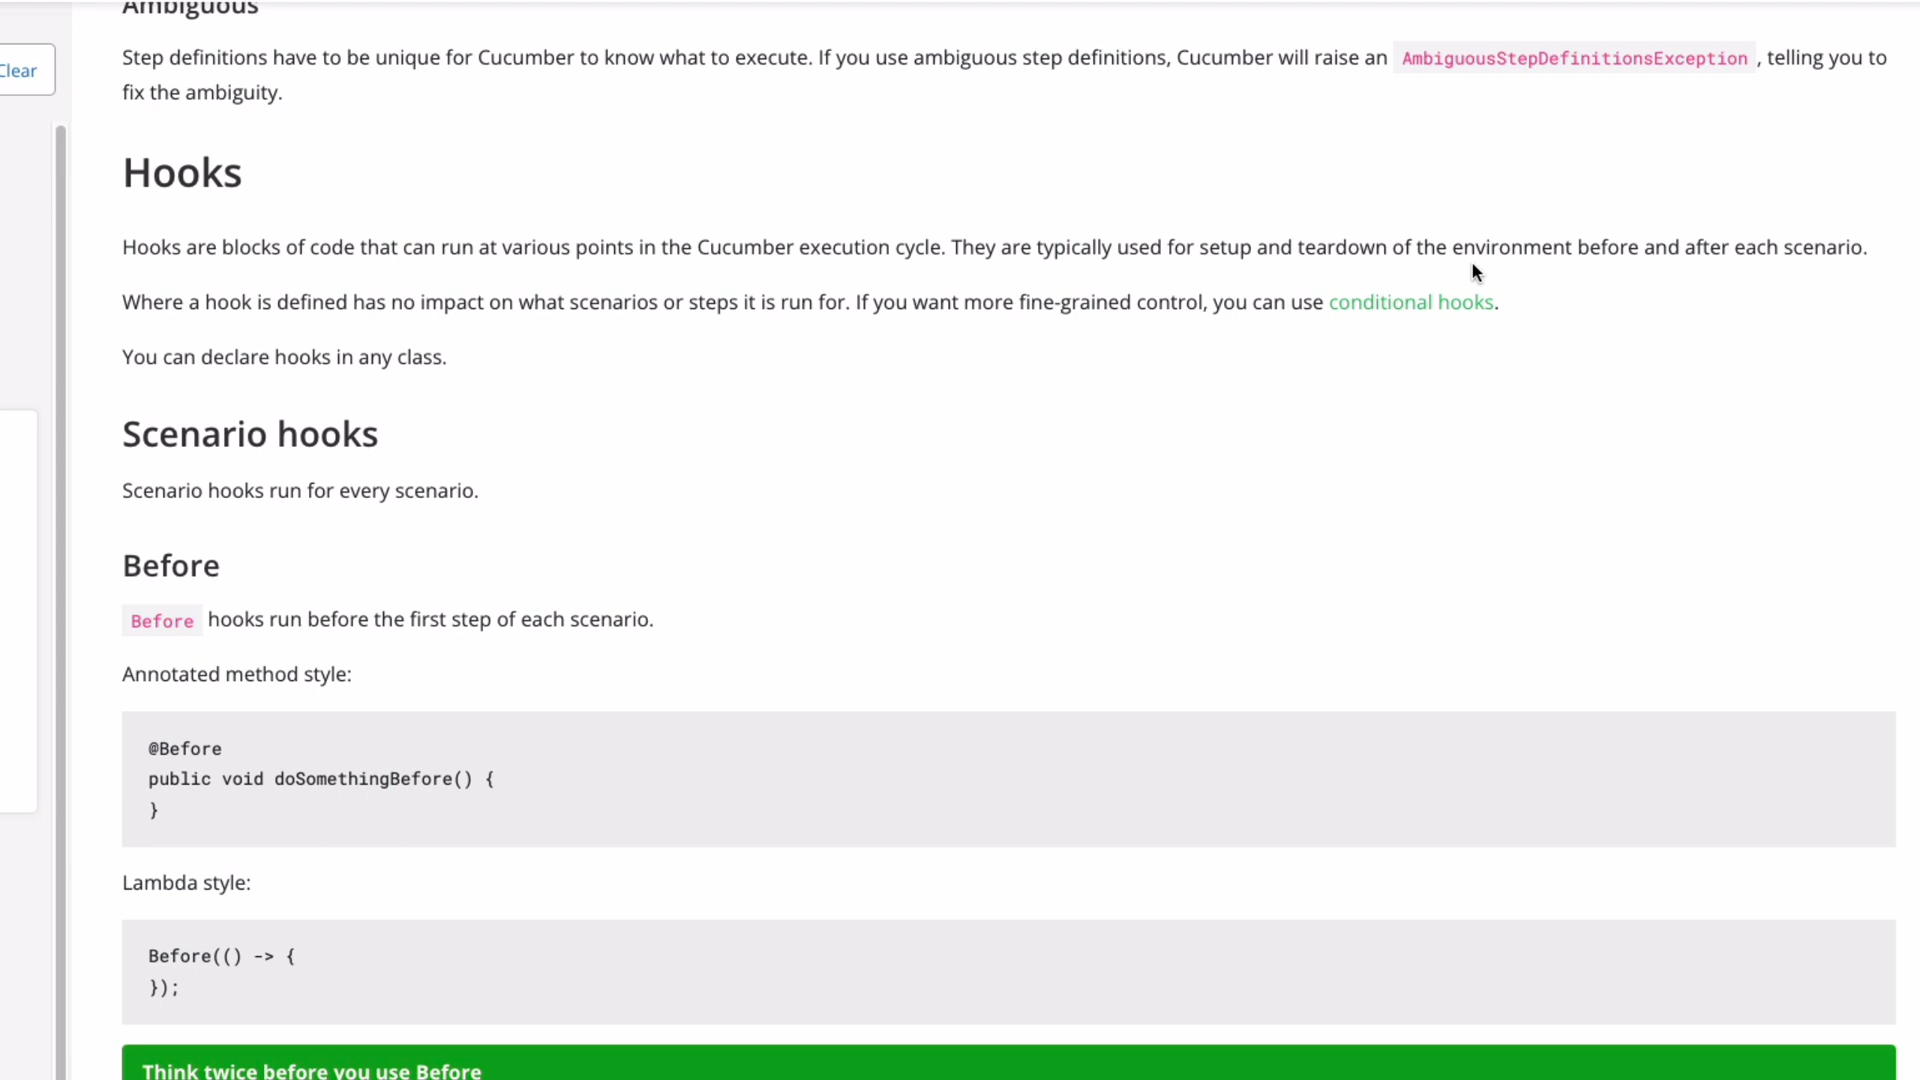 Ambiguous
Clear
Step definitions have to be unique for Cucumber to know what to execute. If you use ambiguous step definitions, Cucumber will raise an AmbiguousStepDefinitionsException , telling you to
fix the ambiguity.
Hooks
Hooks are blocks of code that can run at various points in the Cucumber execution cycle. They are typically used for setup and teardown of the environment before and after each scenario.
Where a hook is defined has no impact on what scenarios or steps it is run for. If you want more fine-grained control, you can use conditional hooks.
You can declare hooks in any class.
Scenario hooks
Scenario hooks run for every scenario.
Before
Before hooks run before the first step of each scenario.
Annotated method style:
@Before
public void doSomethingBefore() {
}
Lambda style:
Before(() -> {
});
Think twice before you use Before